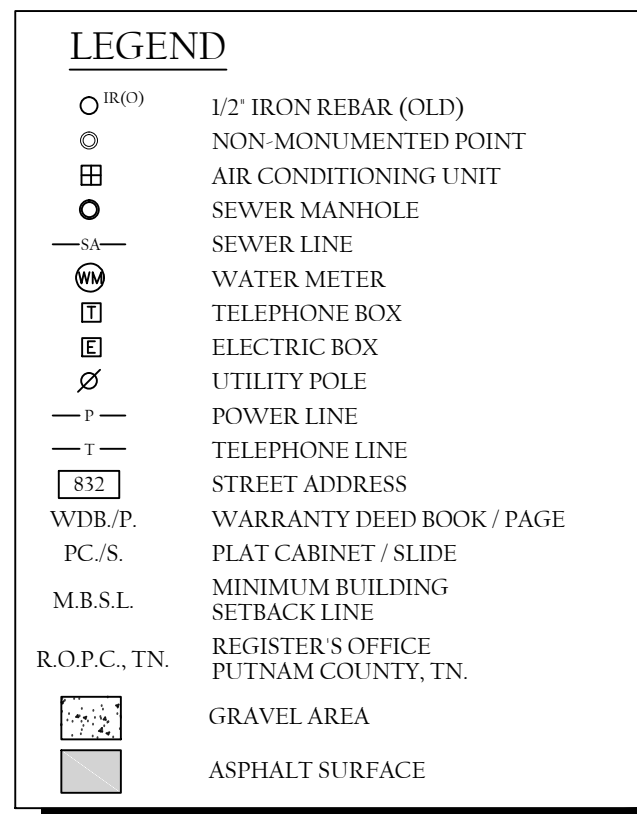 LEGEND
IR(O) 1/2" IRON REBAR (OLD)
NON-MONUMENTED POINT
AIR CONDITIONING UNIT
SEWER MANHOLE
SA SEWER LINE
WM WATER METER
T TELEPHONE BOX
E ELECTRIC BOX
UTILITY POLE
P POWER LINE
T TELEPHONE LINE
832 STREET ADDRESS
WDB./P. WARRANTY DEED BOOK / PAGE
PC./S. PLAT CABINET / SLIDE
M.B.S.L. MINIMUM BUILDING
SETBACK LINE
R.O.P.C., TN. REGISTER'S OFFICE
PUTNAM COUNTY, TN.
GRAVEL AREA
ASPHALT SURFACE